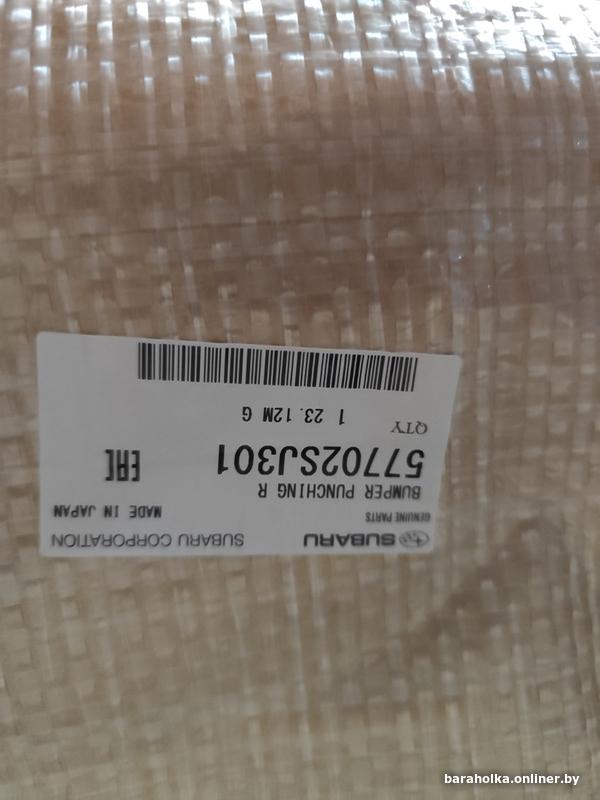 SUBARU SUBARU CORPORATION
GENUINE PARTS MADE IN JAPAN
BUMPER PUNCHING R
57702SJ301 EAC
QTY
1 23.12M G
baraholka.onliner.by